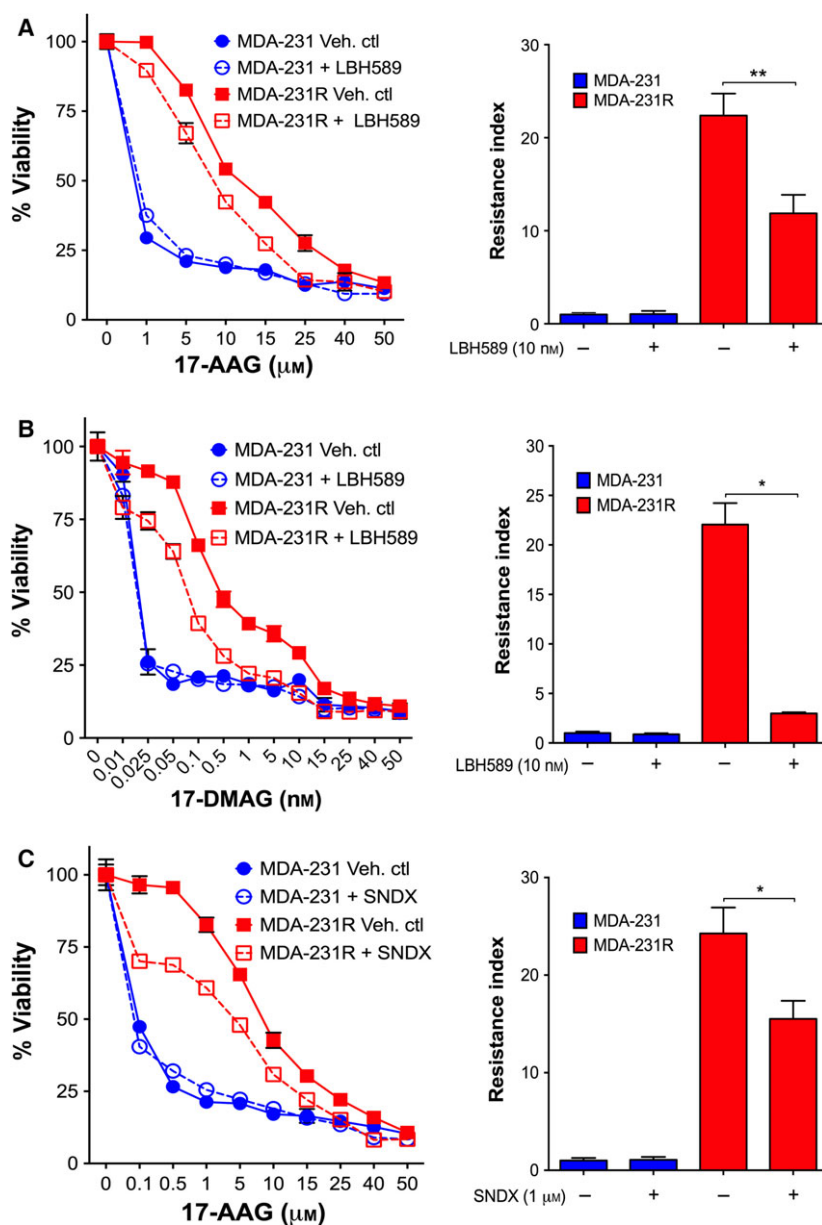 A
100
75
50
25
0
% Viability
MDA-231 Veh. ctl
MDA-231 + LBH589
MDA-231R Veh. ctl
MDA-231R + LBH589
0 1 5 10 15 25 40 50
17-AAG (μM)
30
20
10
0
Resistance index
MDA-231
MDA-231R
**
LBH589 (10 nM) – + – +
B
100
75
50
25
0
% Viability
MDA-231 Veh. ctl
MDA-231 + LBH589
MDA-231R Veh. ctl
MDA-231R + LBH589
0 0.01 0.025 0.05 0.1 0.5 1 5 10 15 25 40 50
17-DMAG (nM)
30
25
20
15
10
5
0
Resistance index
MDA-231
MDA-231R
*
LBH589 (10 nM) – + – +
C
100
75
50
25
0
% Viability
MDA-231 Veh. ctl
MDA-231 + SNDX
MDA-231R Veh. ctl
MDA-231R + SNDX
0 0.1 0.5 1 5 10 15 25 40 50
17-AAG (μM)
30
20
10
0
Resistance index
MDA-231
MDA-231R
*
SNDX (1 μM) – + – +